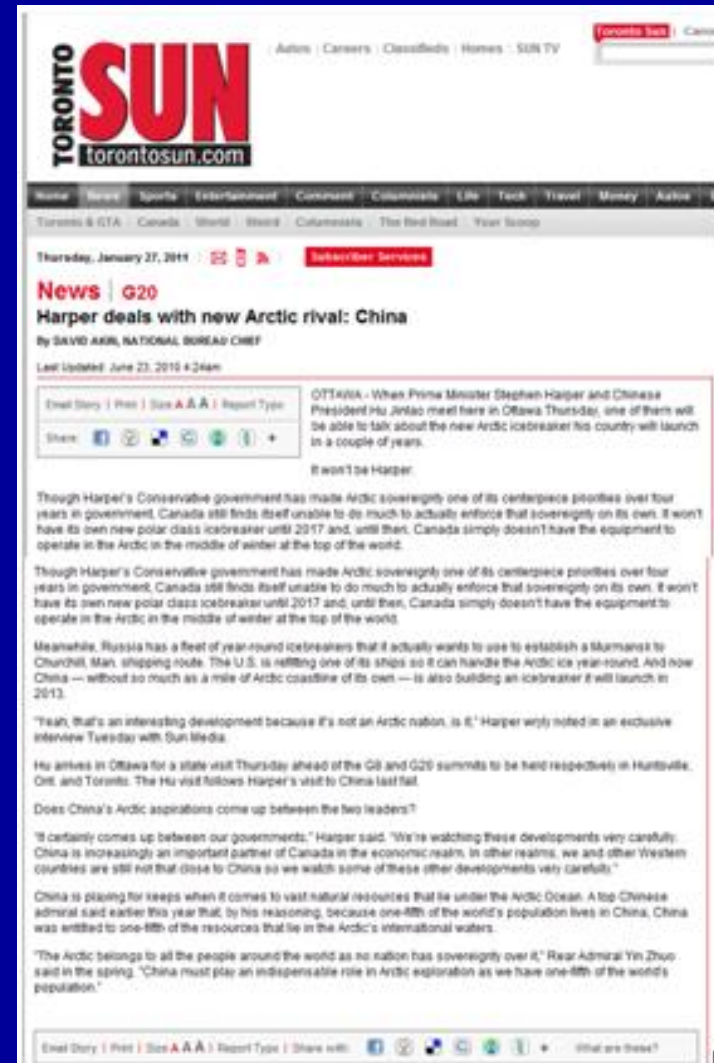 TORONTO
SUN
torontosun.com
Autos Careers Classifieds Homes SUN TV
Toronto Sun
Home News Sports Entertainment Comment Columnists Life Tech Travel Money Autos
Toronto & GTA Canada World Weird Columnists The Red Road Your Scoop
Thursday, January 27, 2011
Subscriber Services
News | G20
Harper deals with new Arctic rival: China
By DAVID AKIN, NATIONAL BUREAU CHIEF
Last Updated: June 23, 2010 4:24am
Email Story | Print | Size A A A | Report Typo
Share:
OTTAWA - When Prime Minister Stephen Harper and Chinese
President Hu Jintao meet here in Ottawa Thursday, one of them will
be able to talk about the new Arctic icebreaker his country will launch
in a couple of years.
It won't be Harper.
Though Harper's Conservative government has made Arctic sovereignty one of its centerpiece priorities over four
years in government, Canada still finds itself unable to do much to actually enforce that sovereignty on its own. It won't
have its own new polar class icebreaker until 2017 and, until then, Canada simply doesn't have the equipment to
operate in the Arctic in the middle of winter at the top of the world.
Though Harper's Conservative government has made Arctic sovereignty one of its centerpiece priorities over four
years in government, Canada still finds itself unable to do much to actually enforce that sovereignty on its own. It won't
have its own new polar class icebreaker until 2017 and, until then, Canada simply doesn't have the equipment to
operate in the Arctic in the middle of winter at the top of the world.
Meanwhile, Russia has a fleet of year-round icebreakers that it actually wants to use to establish a Murmansk to
Churchill, Man. shipping route. The U.S. is refitting one of its ships so it can handle the Arctic ice year-round. And now
China — without so much as a mile of Arctic coastline of its own — is also building an icebreaker it will launch in
2013.
"Yeah, that's an interesting development because it's not an Arctic nation, is it," Harper wryly noted in an exclusive
interview Tuesday with Sun Media.
Hu arrives in Ottawa for a state visit Thursday ahead of the G8 and G20 summits to be held respectively in Huntsville,
Ont. and Toronto. The Hu visit follows Harper's visit to China last fall.
Does China's Arctic aspirations come up between the two leaders?
"It certainly comes up between our governments." Harper said. "We're watching these developments very carefully.
China is increasingly an important partner of Canada in the economic realm. In other realms, we and other Western
countries are still not that close to China so we watch some of these other developments very carefully."
China is playing for keeps when it comes to vast natural resources that lie under the Arctic Ocean. A top Chinese
admiral said earlier this year that, by his reasoning, because one-fifth of the world's population lives in China, China
was entitled to one-fifth of the resources that lie in the Arctic's international waters.
"The Arctic belongs to all the people around the world as no nation has sovereignty over it," Rear Admiral Yin Zhuo
said in the spring. "China must play an indispensable role in Arctic exploration as we have one-fifth of the world's
population."
Email Story | Print | Size A A A | Report Typo | Share with: What are these?